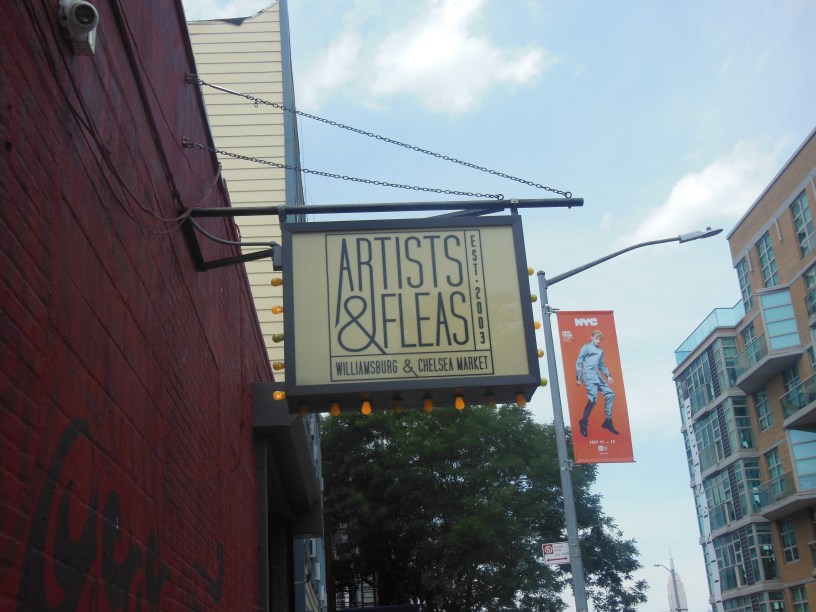 ARTISTS
& FLEAS
EST. 2003
WILLIAMSBURG & CHELSEA MARKET
NYC